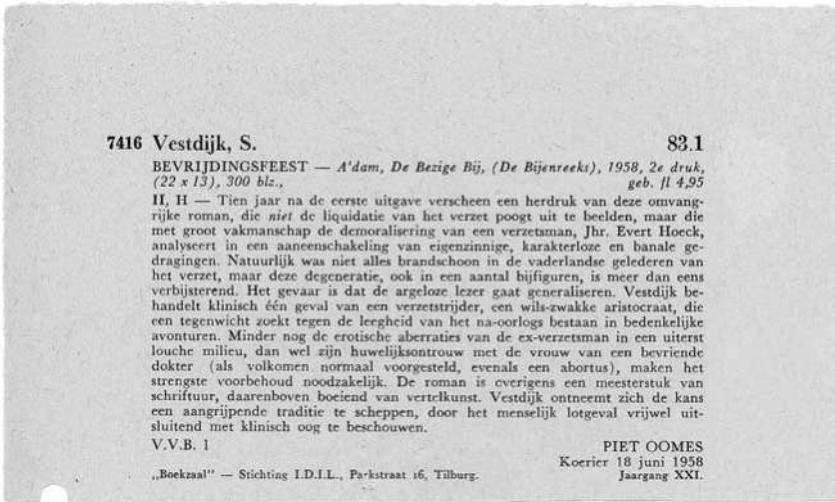 7416 Vestdijk, S. 83.1
BEVRIJDINGSFEEST — A'dam, De Bezige Bij, (De Bijenreeks), 1958, 2e druk,
(22 x 13), 300 blz., geb. fl 4,95
II, H — Tien jaar na de eerste uitgave verscheen een herdruk van deze omvang-
rijke roman, die niet de liquidatie van het verzet poogt uit te beelden, maar die
met groot vakmanschap de demoralisering van een verzetsman, Jhr. Evert Hoeck,
analyseert in een aaneenschakeling van eigenzinnige, karakterloze en banale ge-
dragingen. Natuurlijk was niet alles brandschoon in de vaderlandse gelederen van
het verzet, maar deze degeneratie, ook in een aantal bijfiguren, is meer dan eens
verbijsterend. Het gevaar is dat de argeloze lezer gaat generaliseren. Vestdijk be-
handelt klinisch één geval van een verzetstrijder, een wils-zwakke aristocraat, die
een tegenwicht zoekt tegen de leegheid van het na-oorlogs bestaan in bedenkelijke
avonturen. Minder nog de erotische aberraties van de ex-verzetsman in een uiterst
louche milieu, dan wel zijn huwelijksontrouw met de vrouw van een bevriende
dokter (als volkomen normaal voorgesteld, evenals een abortus), maken het
strengste voorbehoud noodzakelijk. De roman is overigens een meesterstuk van
schriftuur, daarenboven boeiend van vertelkunst. Vestdijk ontneemt zich de kans
een aangrijpende traditie te scheppen, door het menselijk lotgeval vrijwel uit-
sluitend met klinisch oog te beschouwen.
V.V.B. 1 PIET OOMES
Koerier 18 juni 1958
„Boekzaal" — Stichting I.D.I.L., Parkstraat 16, Tilburg. Jaargang XXI.